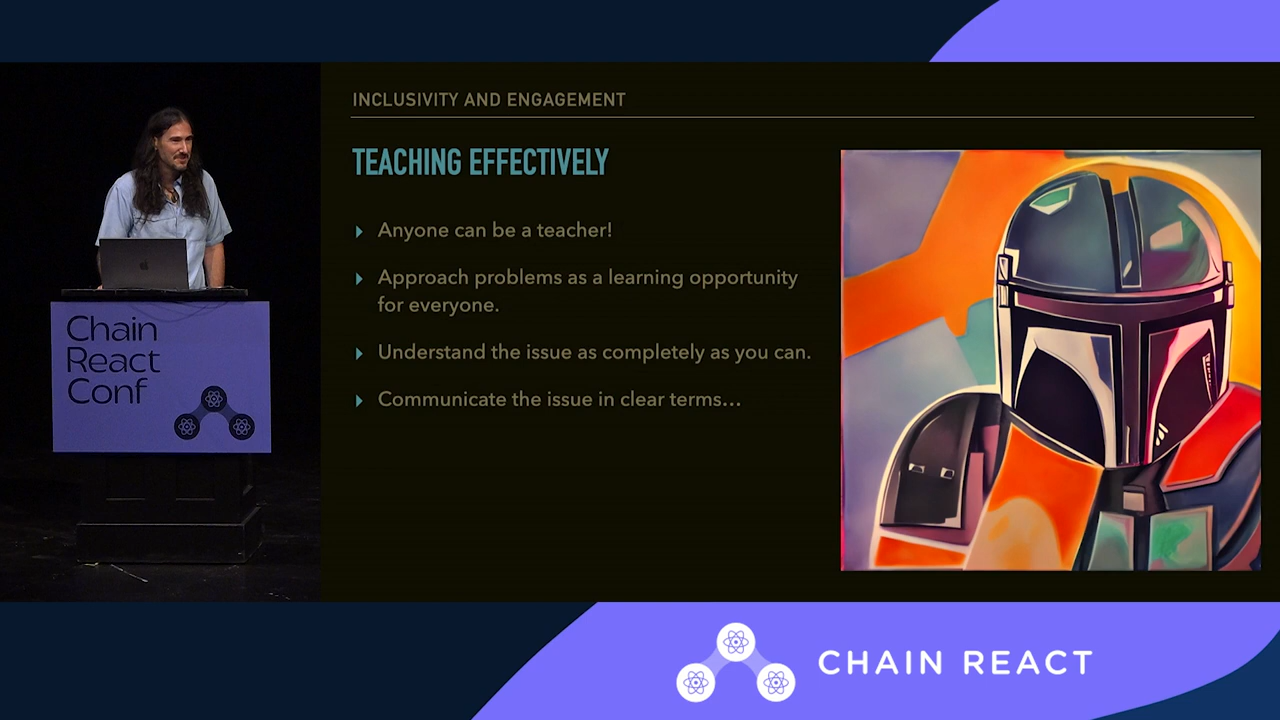 INCLUSIVITY AND ENGAGEMENT
TEACHING EFFECTIVELY
Anyone can be a teacher!
Approach problems as a learning opportunity
for everyone.
Understand the issue as completely as you can.
Communicate the issue in clear terms…
Chain
React
Conf
CHAIN REACT